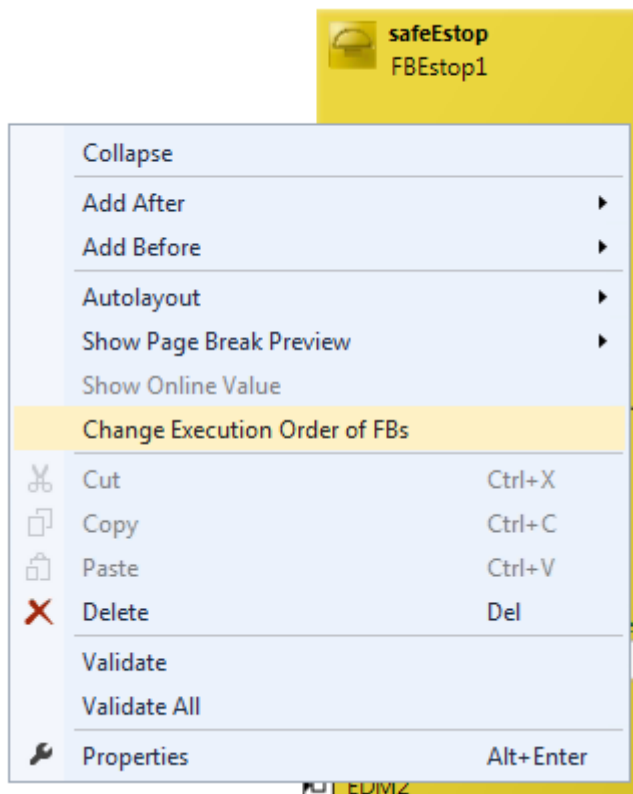 safeEstop
FBEstop1
Collapse
Add After
Add Before
Autolayout
Show Page Break Preview
Show Online Value
Change Execution Order of FBs
Cut Ctrl+X
Copy Ctrl+C
Paste Ctrl+V
Delete Del
Validate
Validate All
Properties Alt+Enter
EDM2